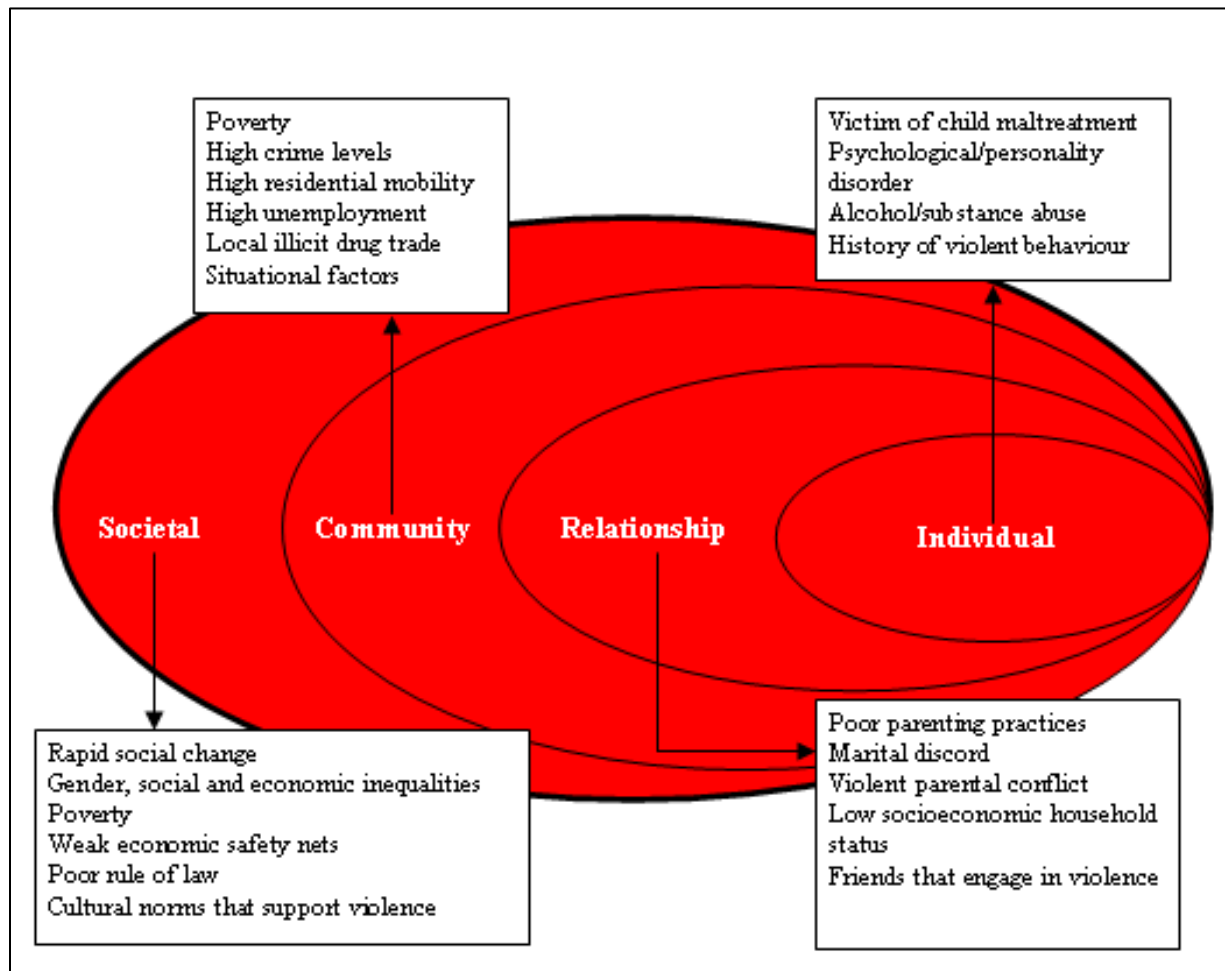 Poverty
High crime levels
High residential mobility
High unemployment
Local illicit drug trade
Situational factors
Victim of child maltreatment
Psychological/personality
disorder
Alcohol/substance abuse
History of violent behaviour
Societal
Community
Relationship
Individual
Rapid social change
Gender, social and economic inequalities
Poverty
Weak economic safety nets
Poor rule of law
Cultural norms that support violence
Poor parenting practices
Marital discord
Violent parental conflict
Low socioeconomic household
status
Friends that engage in violence